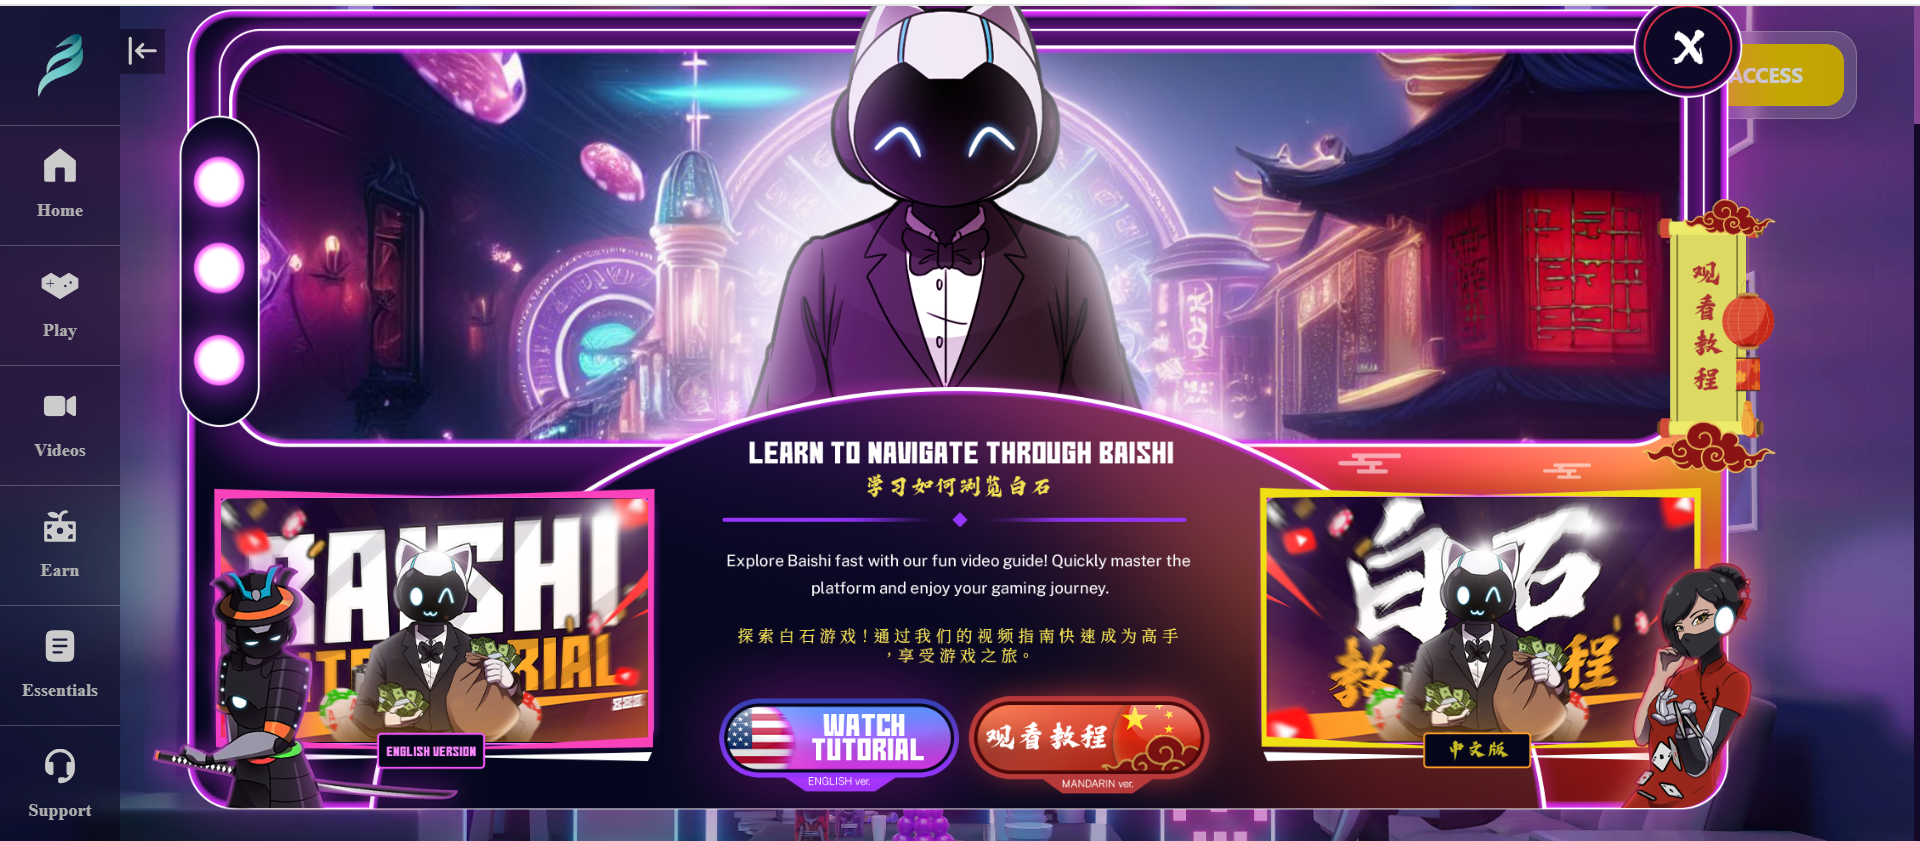 Home
Play
Videos
Earn
Essentials
Support
X
ACCESS
观看教程
LEARN TO NAVIGATE THROUGH BAISHI
学习如何浏览白石
Explore Baishi fast with our fun video guide! Quickly master the
platform and enjoy your gaming journey.
探索白石游戏！通过我们的视频指南快速成为高手
，享受游戏之旅。
BAISHI
ENGLISH VERSION
WATCH
TUTORIAL
ENGLISH ver.
观看教程
MANDARIN ver.
白石
教程
中文版